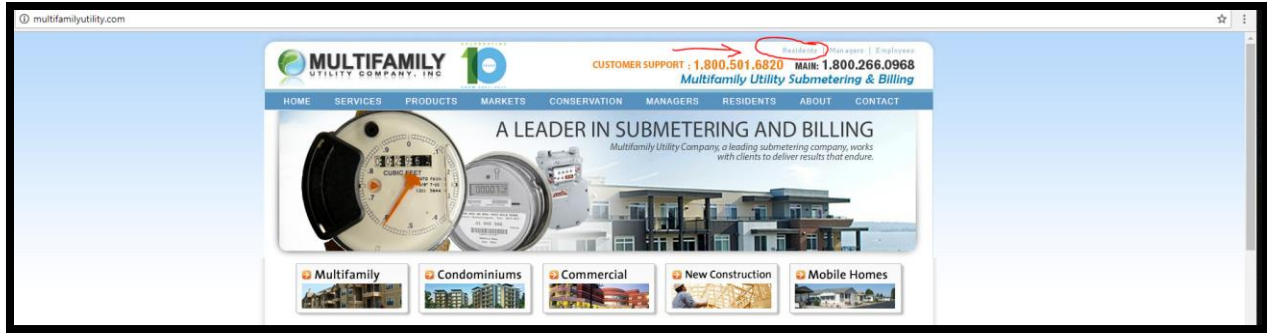 multifamilyutility.com
Residents | Managers | Employees
MULTIFAMILY
UTILITY COMPANY, INC
10
CUSTOMER SUPPORT : 1.800.501.6820 MAIN: 1.800.266.0968
Multifamily Utility Submetering & Billing
HOME SERVICES PRODUCTS MARKETS CONSERVATION MANAGERS RESIDENTS ABOUT CONTACT
A LEADER IN SUBMETERING AND BILLING
Multifamily Utility Company, a leading submetering company, works
with clients to deliver results that endure.
CUBIC FEET
Multifamily Condominiums Commercial New Construction Mobile Homes